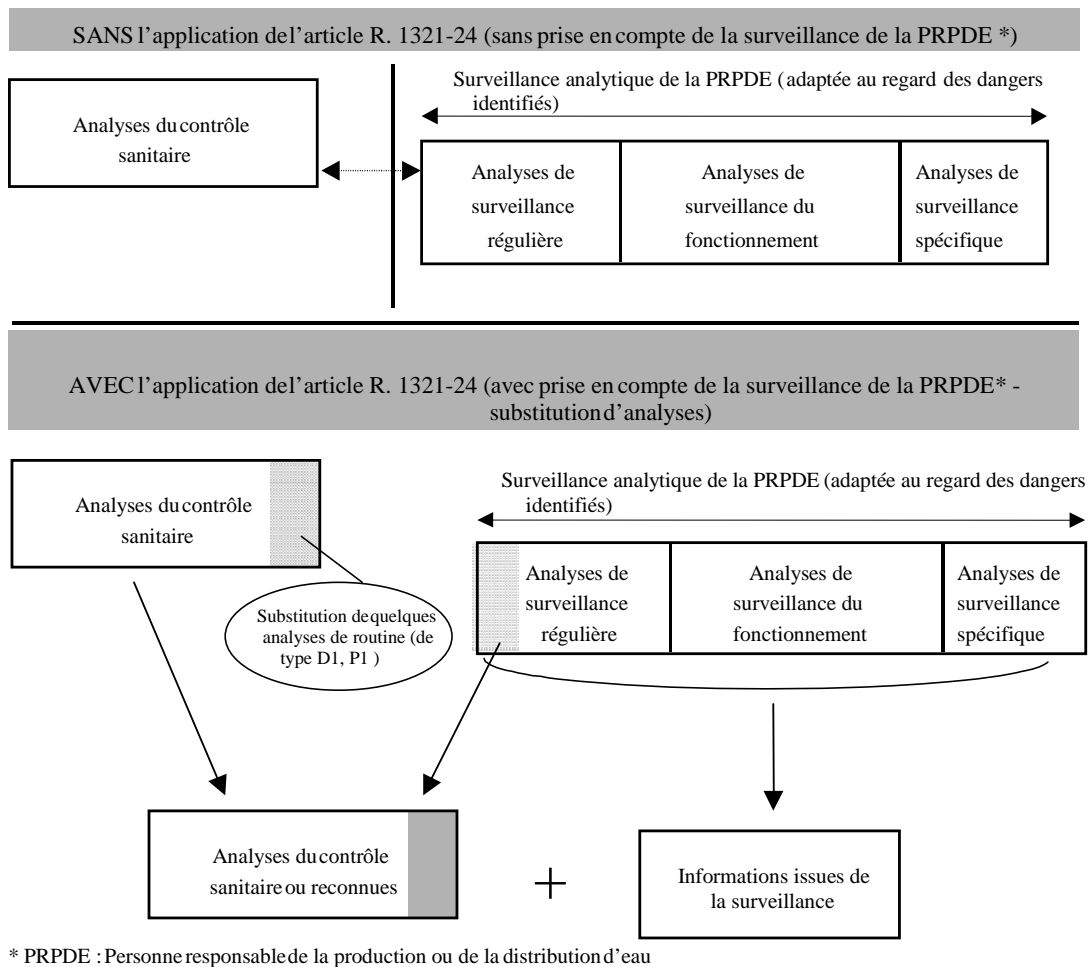 SANS l'application de l'article R. 1321-24 (sans prise en compte de la surveillance de la PRPDE *)
Surveillance analytique de la PRPDE (adaptée au regard des dangers
identifiés)
Analyses du contrôle
sanitaire
Analyses de
surveillance
régulière
Analyses de
surveillance du
fonctionnement
Analyses de
surveillance
spécifique
AVEC l'application de l'article R. 1321-24 (avec prise en compte de la surveillance de la PRPDE* -
substitution d'analyses)
Analyses du contrôle
sanitaire
Surveillance analytique de la PRPDE (adaptée au regard des dangers
identifiés)
Substitution de quelques
analyses de routine (de
type D1, P1 )
Analyses de
surveillance
régulière
Analyses de
surveillance du
fonctionnement
Analyses de
surveillance
spécifique
Analyses du contrôle
sanitaire ou reconnues
+
Informations issues de
la surveillance
* PRPDE : Personne responsable de la production ou de la distribution d'eau